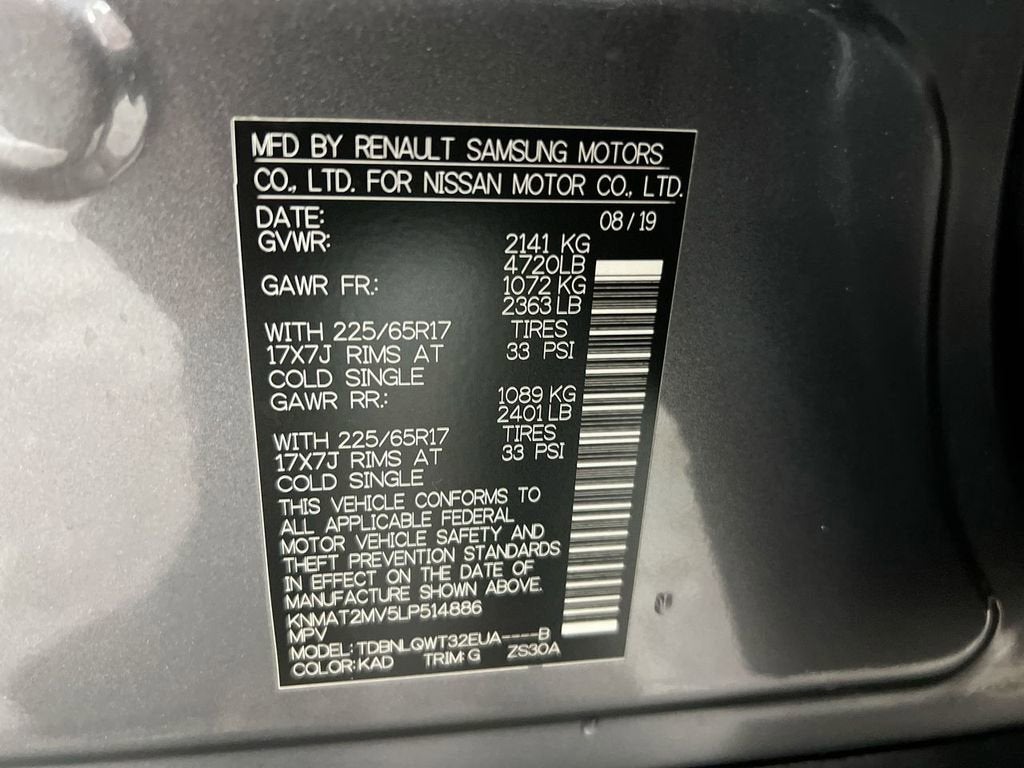 MFD BY RENAULT SAMSUNG MOTORS
CO., LTD. FOR NISSAN MOTOR CO., LTD.
DATE: 08/19
GVWR: 2141 KG
4720LB
GAWR FR.: 1072 KG
2363 LB
WITH 225/65R17 TIRES
17X7J RIMS AT 33 PSI
COLD SINGLE
GAWR RR.: 1089 KG
2401 LB
WITH 225/65R17 TIRES
17X7J RIMS AT 33 PSI
COLD SINGLE
THIS VEHICLE CONFORMS TO
ALL APPLICABLE FEDERAL
MOTOR VEHICLE SAFETY AND
THEFT PREVENTION STANDARDS
IN EFFECT ON THE DATE OF
MANUFACTURE SHOWN ABOVE.
KNMAT2MV5LP514886
MPV
MODEL: TDBNLQWT32EUA----B
COLOR: KAD TRIM: G ZS30A